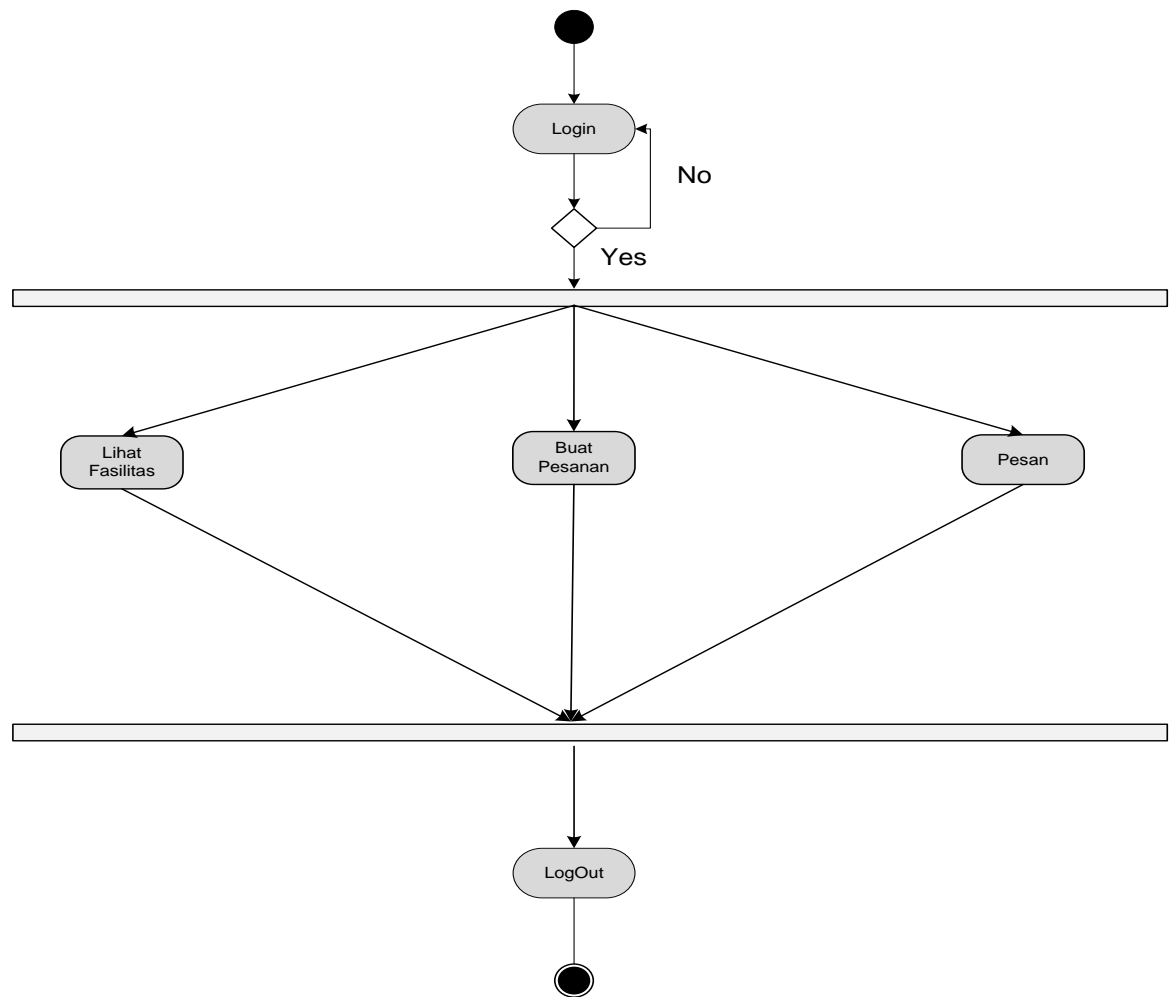 Login
No
Yes
Lihat
Fasilitas
Buat
Pesanan
Pesan
LogOut